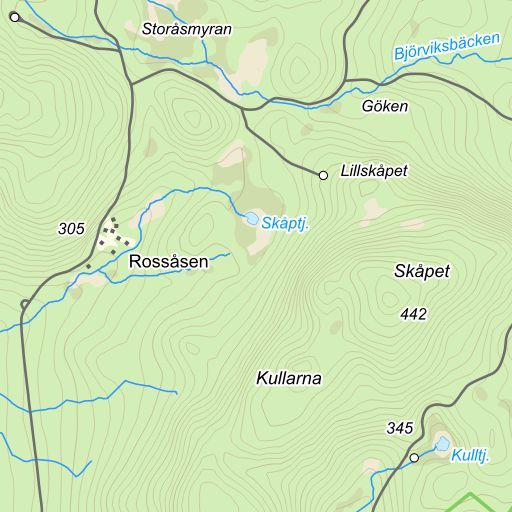 Storåsmyran
Björviksbäcken
Göken
Lillskåpet
305
Skåptj.
Rossåsen
Skåpet
442
Kullarna
345
Kulltj.